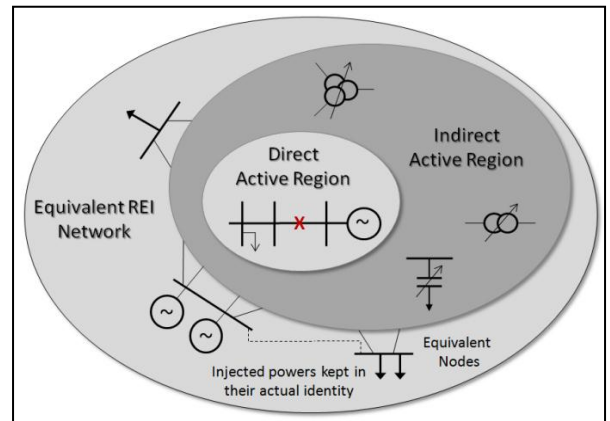 Direct
Active Region
Indirect
Active Region
Equivalent REI
Network
X
~
~
~
Equivalent
Nodes
Injected powers kept in
their actual identity